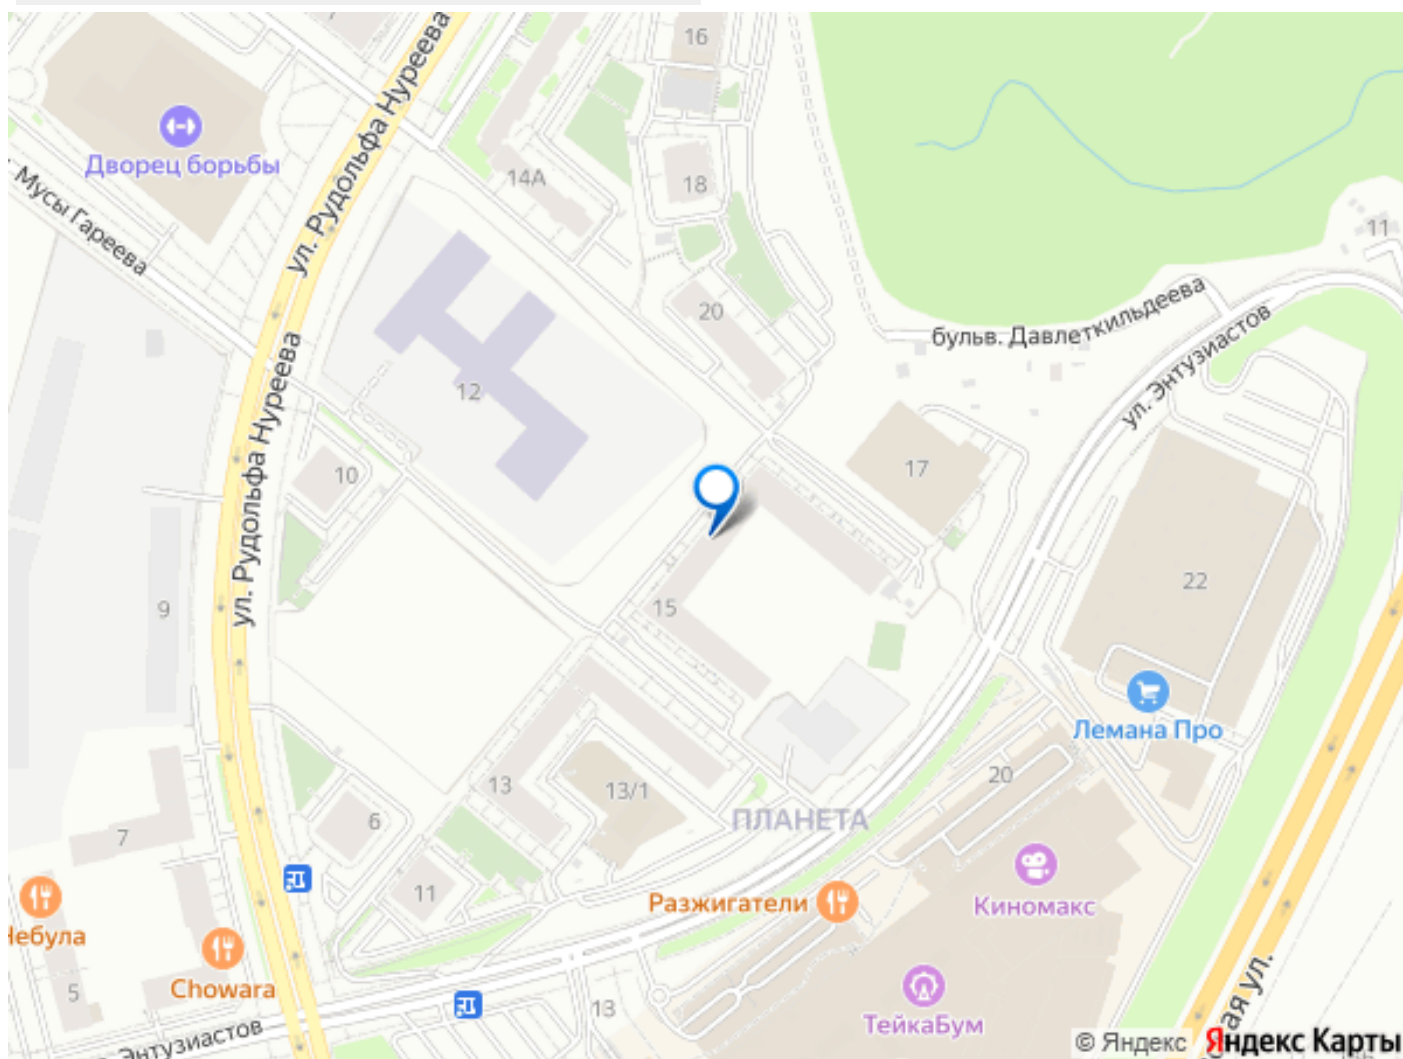 16
ул. Рудольфа Нуреева
Дворец борьбы
14А
18
Мусы Гареева
11
20
бульв. Давлеткильдеева
ул. Энтузиастов
12
ул. Рудольфа Нуреева
10
17
22
9
15
Лемана Про
20
13
13/1
ПЛАНЕТА
6
7
11
Разжигатели
Киномакс
Небула
Chowara
5
13
ТейкаБум
ая ул.
Энтузиастов
© Яндекс Яндекс Карты